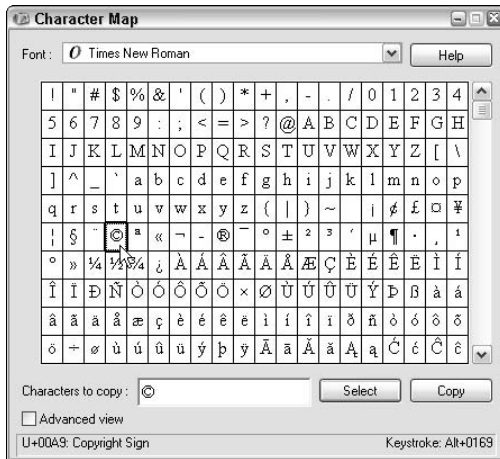 Character Map
Font : O Times New Roman Help
! " # $ % & ' ( ) * + , - . / 0 1 2 3 4
5 6 7 8 9 : ; < = > ? @ A B C D E F G H
I J K L M N O P Q R S T U V W X Y Z [ \
] ^ _ ` a b c d e f g h i j k l m n o p
q r s t u v w x y z { | } ~ ¡ ¢ £ ¤ ¥
¦ § ¨ © ª « ¬ - ® ¯ ° ± ² ³ ´ µ ¶ · ¸ ¹
º » ¼ ½ ¾ ¿ À Á Â Ã Ä Å Æ Ç È É Ê Ë Ì Í
Î Ï Ð Ñ Ò Ó Ô Õ Ö × Ø Ù Ú Û Ü Ý Þ ß à á
â ã ä å æ ç è é ê ë ì í î ï ð ñ ò ó ô õ
ö ÷ ø ù ú û ü ý þ ÿ Ā ā Ă ă Ą ą Ć ć Ĉ ĉ
Characters to copy : © Select Copy
Advanced view
U+00A9: Copyright Sign Keystroke: Alt+0169